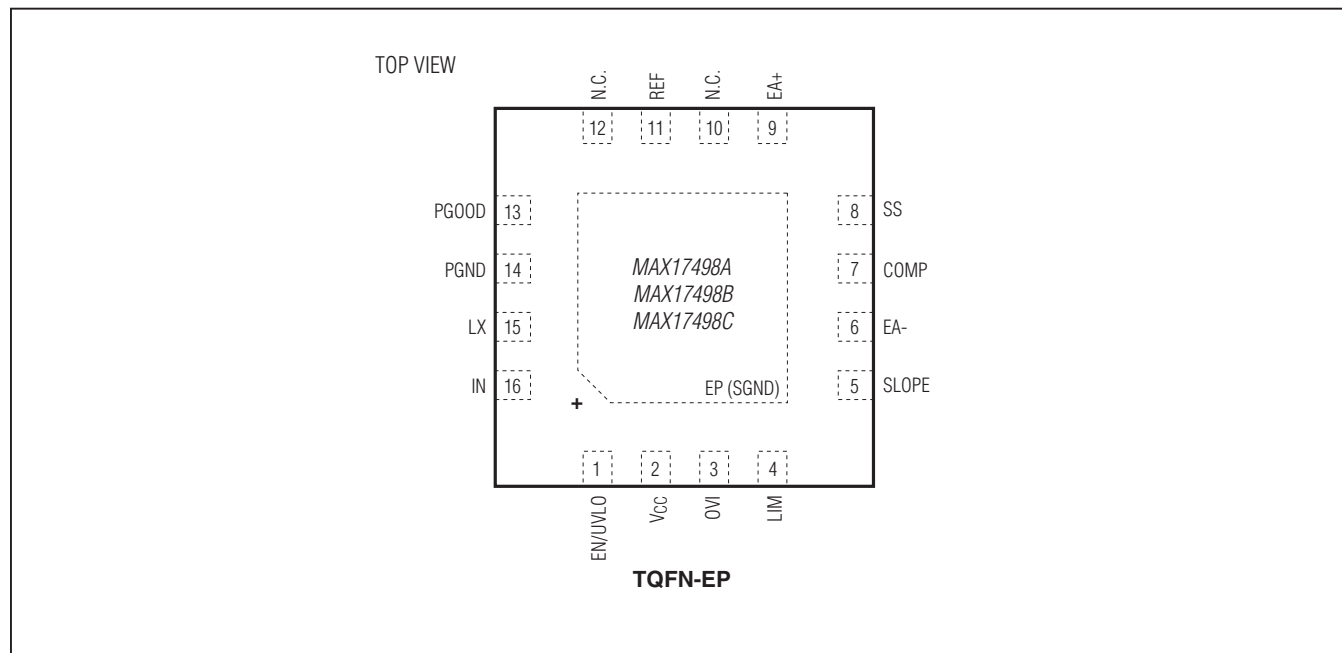 TOP VIEW
N.C.
REF
N.C.
EA+
12
11
10
9
PGOOD
13
8
SS
PGND
14
MAX17498A
MAX17498B
MAX17498C
7
COMP
LX
15
6
EA-
IN
16
EP (SGND)
5
SLOPE
+
1
2
3
4
EN/UVLO
VCC
OVI
LIM
TQFN-EP